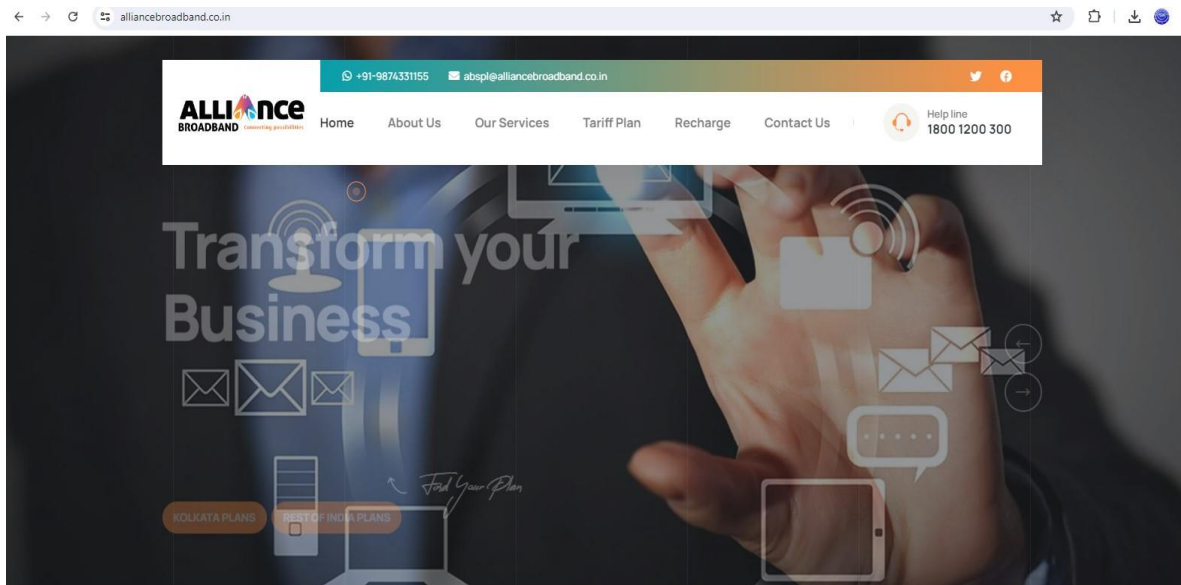 alliancebroadband.co.in
+91-9874331155 abspl@alliancebroadband.co.in
ALLIANCE
BROADBAND Connecting possibilities
Home About Us Our Services Tariff Plan Recharge Contact Us
Help line
1800 1200 300
Transform your
Business
Find Your Plan
KOLKATA PLANS REST OF INDIA PLANS